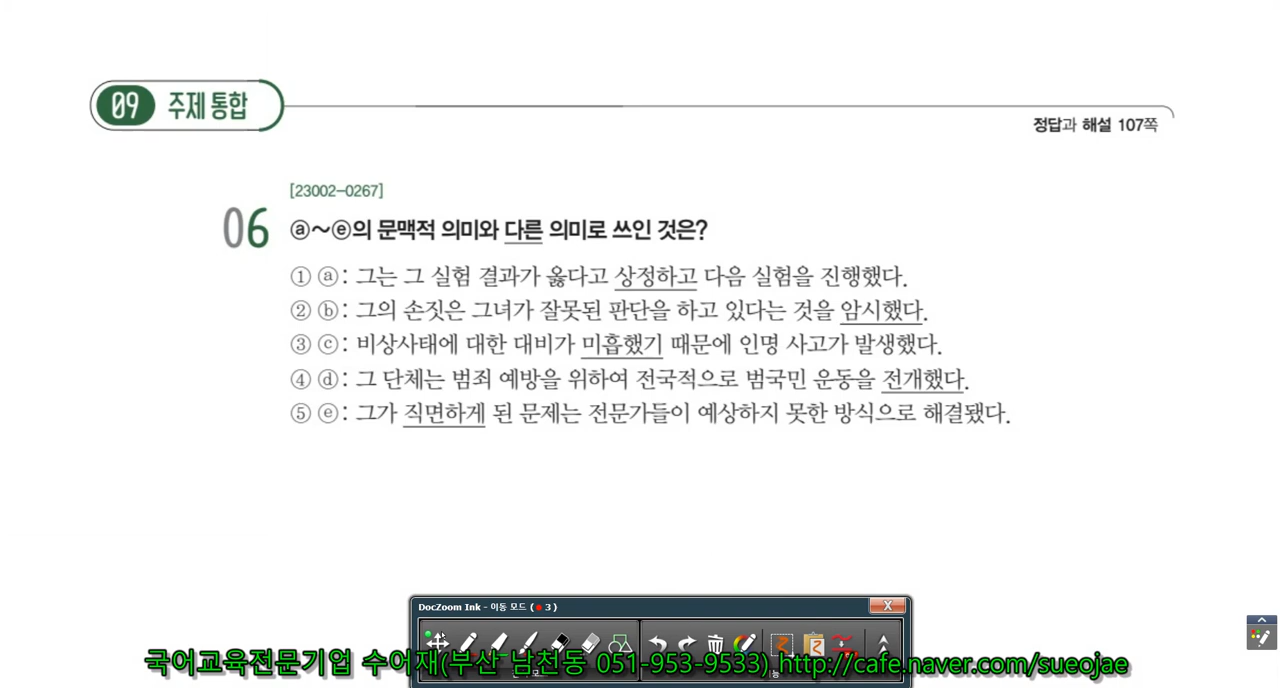 09 주제 통합
정답과 해설 107쪽
[23002-0267]
06 ⓐ~ⓔ의 문맥적 의미와 다른 의미로 쓰인 것은?
① ⓐ: 그는 그 실험 결과가 옳다고 상정하고 다음 실험을 진행했다.
② ⓑ: 그의 손짓은 그녀가 잘못된 판단을 하고 있다는 것을 암시했다.
③ ⓒ: 비상사태에 대한 대비가 미흡했기 때문에 인명 사고가 발생했다.
④ ⓓ: 그 단체는 범죄 예방을 위하여 전국적으로 범국민 운동을 전개했다.
⑤ ⓔ: 그가 직면하게 된 문제는 전문가들이 예상하지 못한 방식으로 해결됐다.
DocZoom Ink - 이동 모드 ( 3 )
국어교육전문기업 수어재(부산 남천동 051-953-9533) http://cafe.naver.com/sueojae